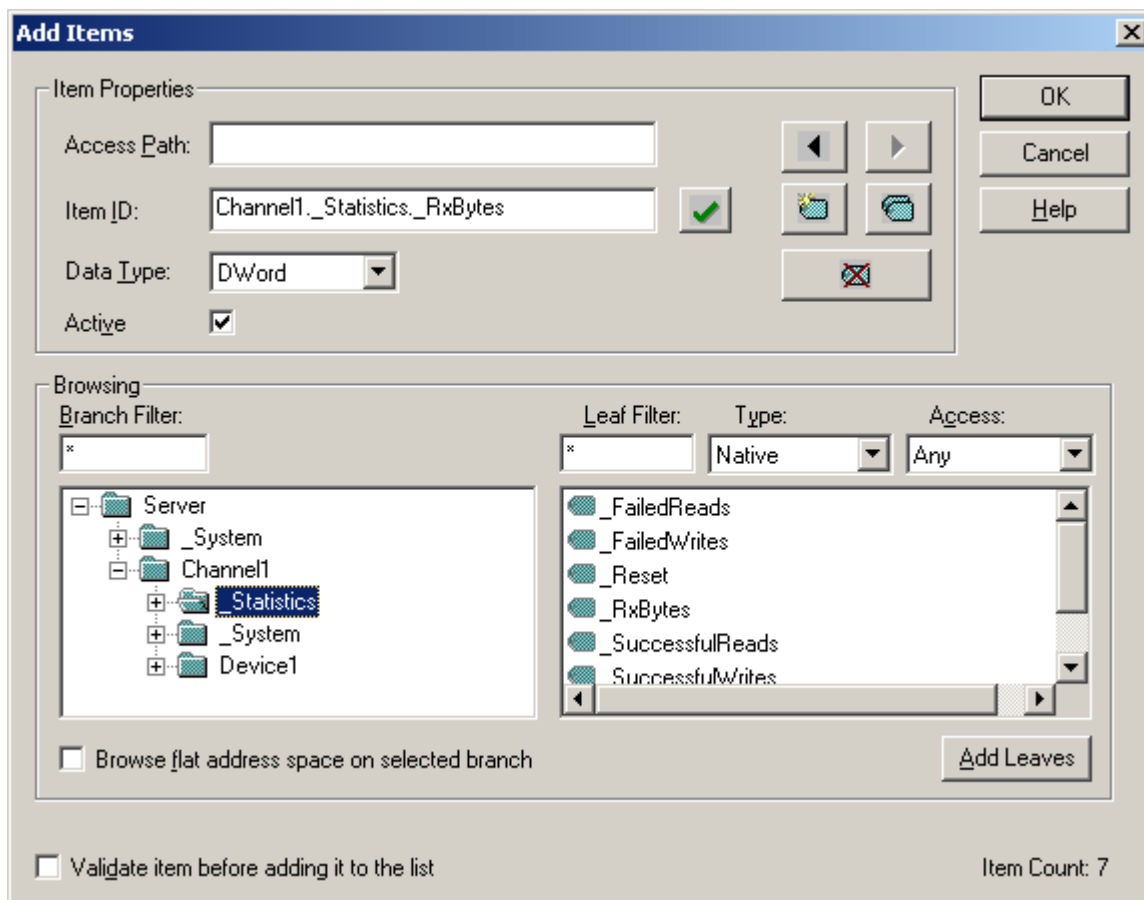 Add Items
Item Properties
OK
Access Path:
Cancel
Item ID: Channel1._Statistics._RxBytes
Help
Data Type: DWord
Active
Browsing
Branch Filter: Leaf Filter: Type: Access:
* * Native Any
Server
_System
Channel1
_Statistics
_System
Device1
_FailedReads
_FailedWrites
_Reset
_RxBytes
_SuccessfulReads
_SuccessfulWrites
Browse flat address space on selected branch
Add Leaves
Validate item before adding it to the list
Item Count: 7